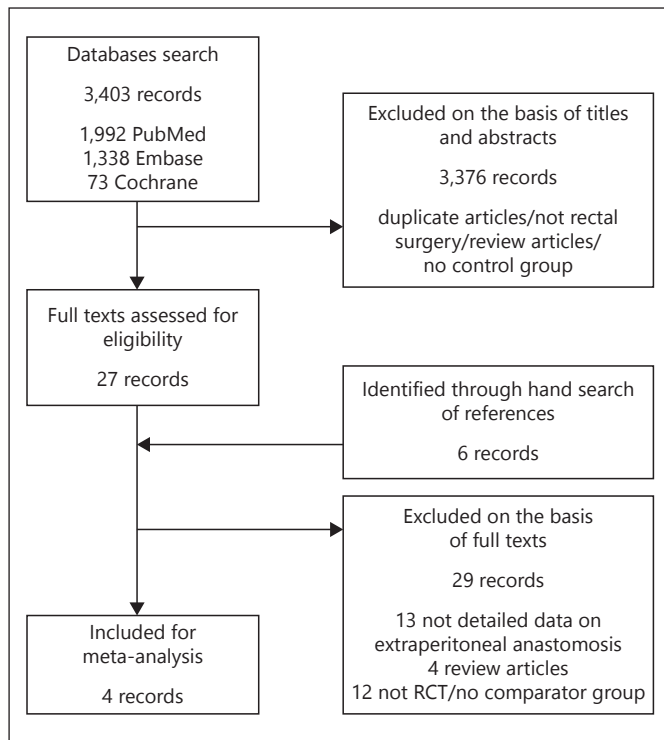 Databases search
3,403 records
1,992 PubMed
1,338 Embase
73 Cochrane
Excluded on the basis of titles
and abstracts
3,376 records
duplicate articles/not rectal
surgery/review articles/
no control group
Full texts assessed for
eligibility
27 records
Identified through hand search
of references
6 records
Excluded on the basis
of full texts
29 records
13 not detailed data on
extraperitoneal anastomosis
4 review articles
12 not RCT/no comparator group
Included for
meta-analysis
4 records